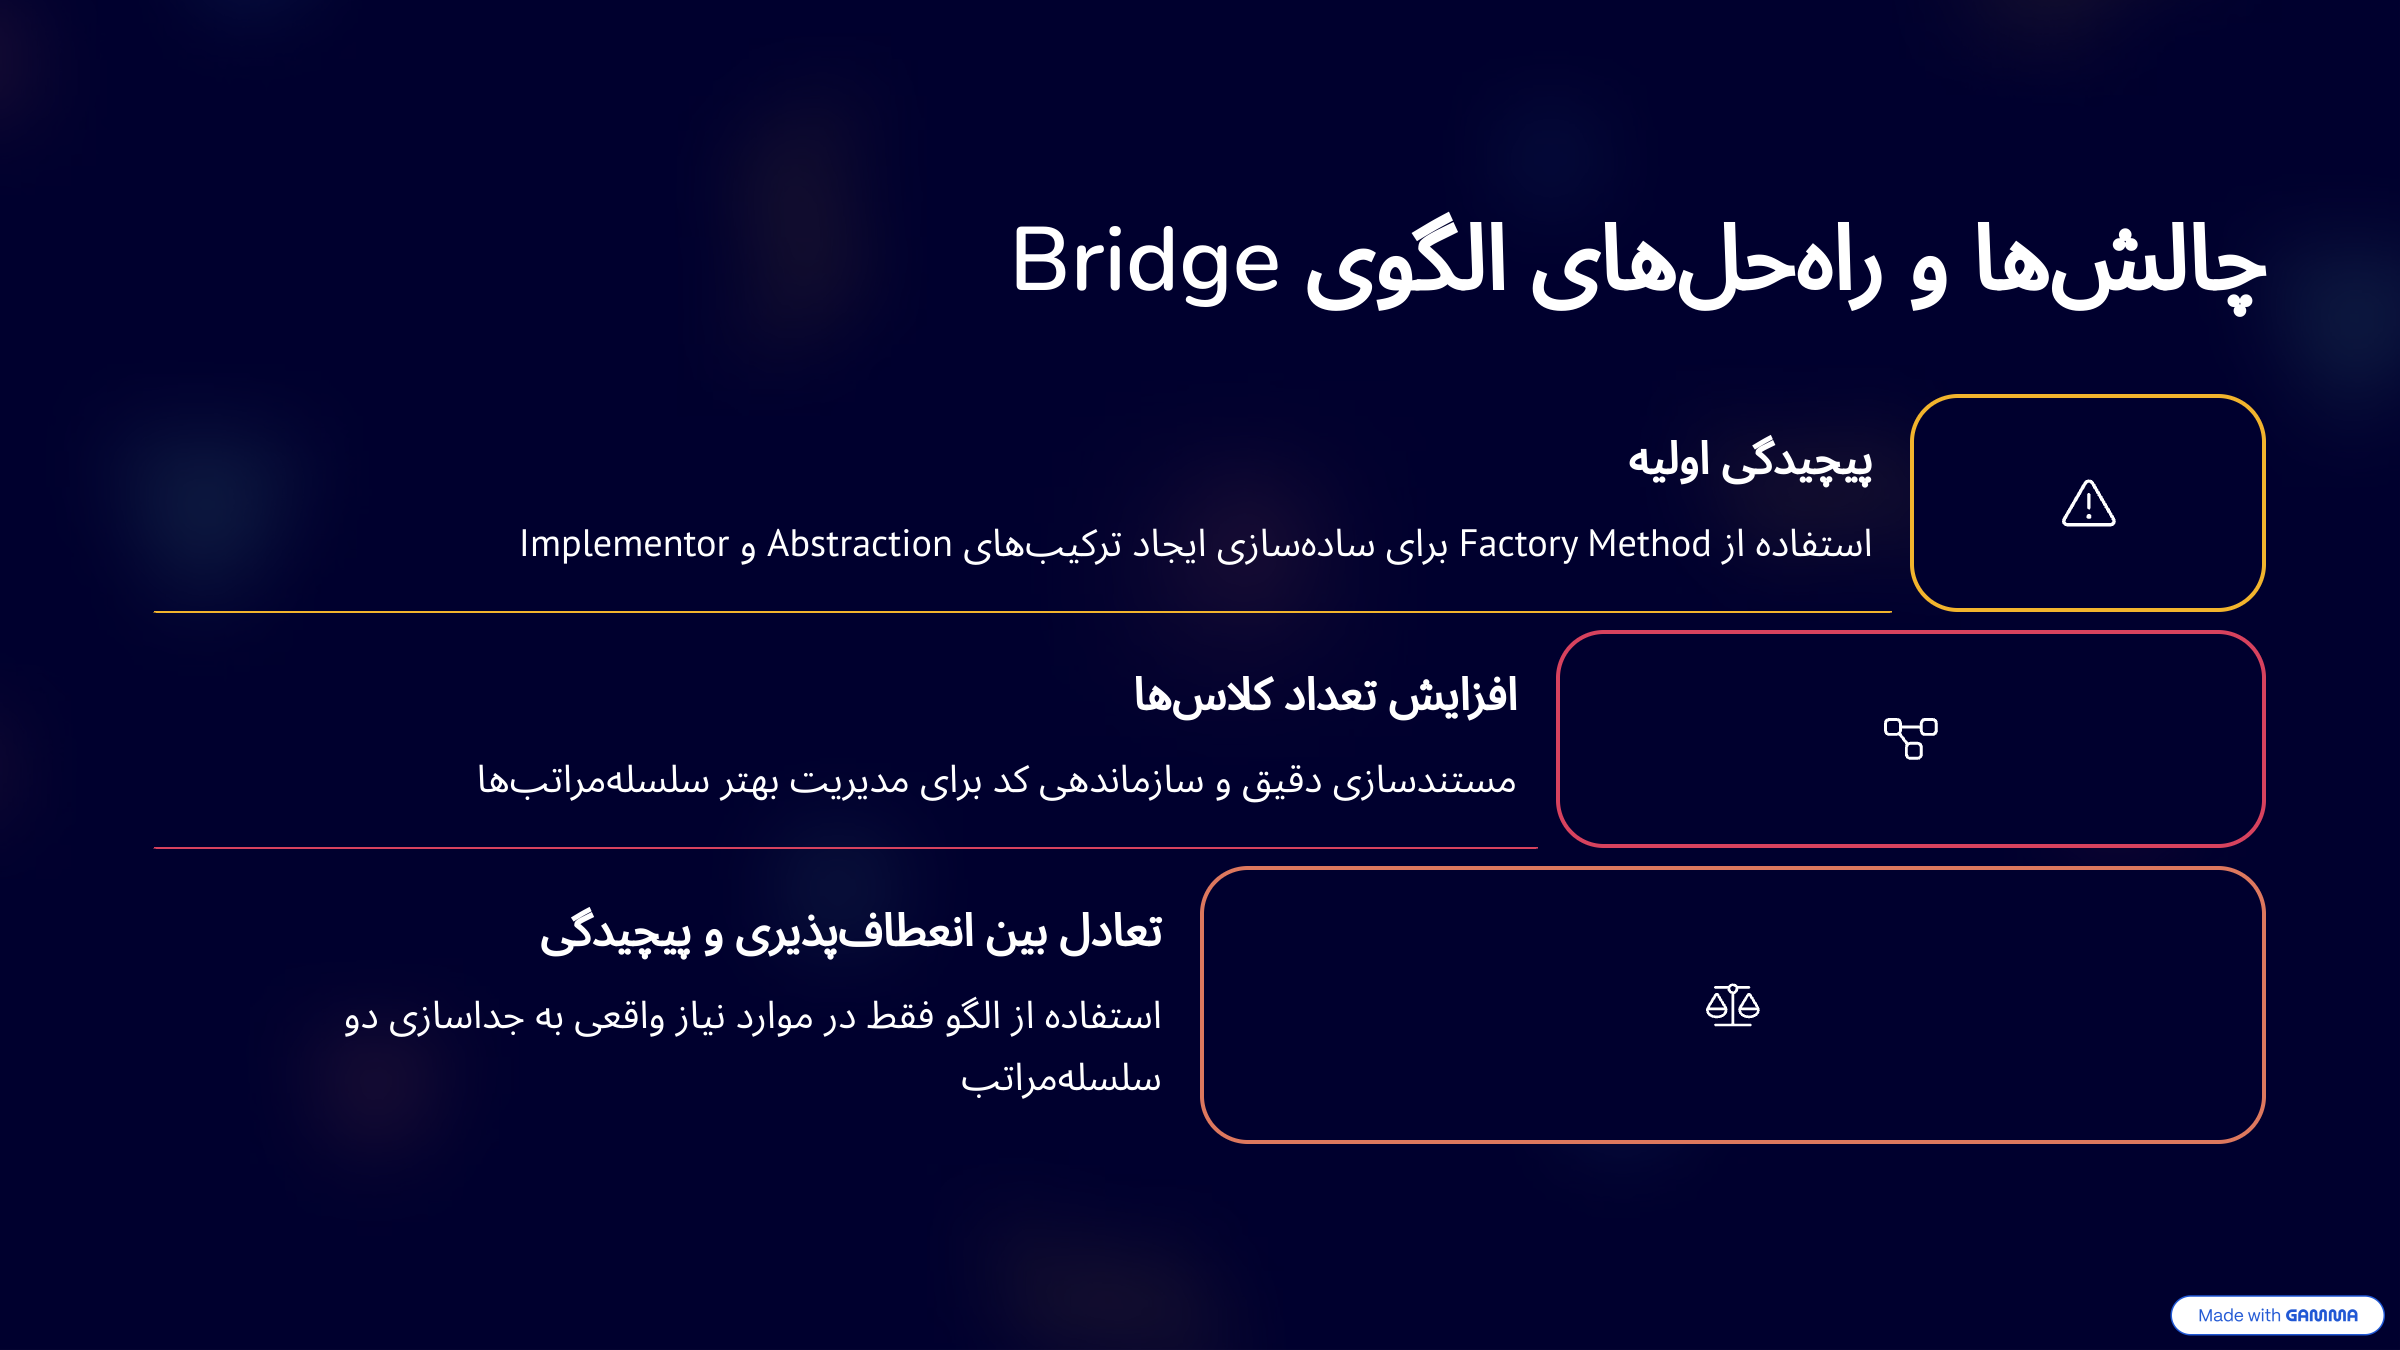 چالش‌ها و راه‌حل‌های الگوی Bridge
پیچیدگی اولیه
استفاده از Factory Method برای ساده‌سازی ایجاد ترکیب‌های Abstraction و Implementor
افزایش تعداد کلاس‌ها
مستندسازی دقیق و سازماندهی کد برای مدیریت بهتر سلسله‌مراتب‌ها
تعادل بین انعطاف‌پذیری و پیچیدگی
استفاده از الگو فقط در موارد نیاز واقعی به جداسازی دو
سلسله‌مراتب
Made with GAMMA